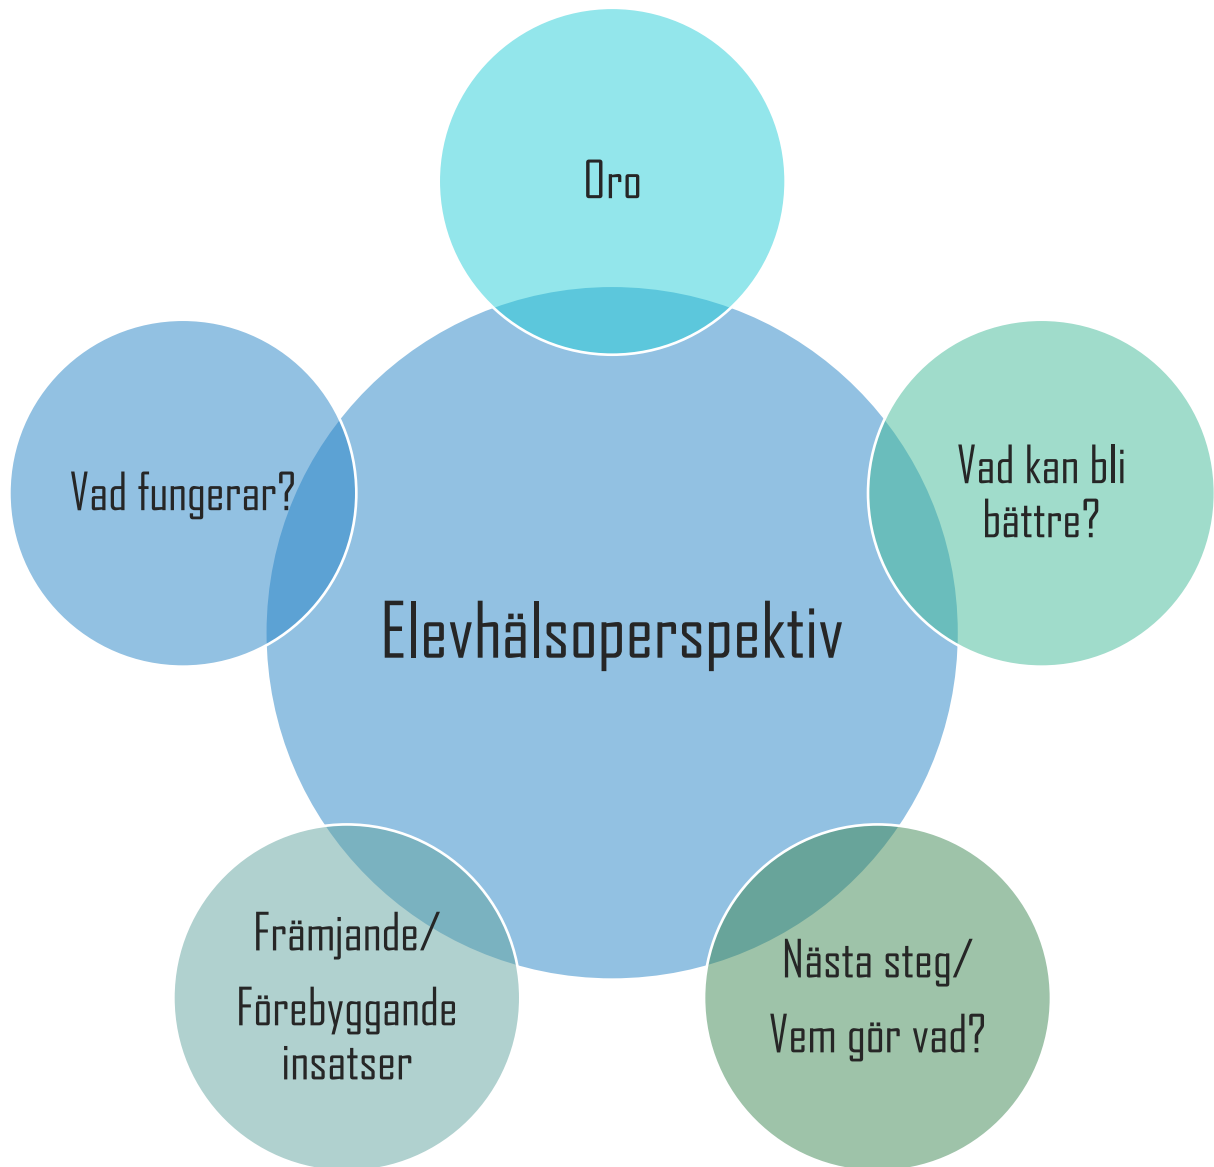 Oro
Vad fungerar?
Vad kan bli
bättre?
Elevhälsoperspektiv
Främjande/
Förebyggande
insatser
Nästa steg/
Vem gör vad?